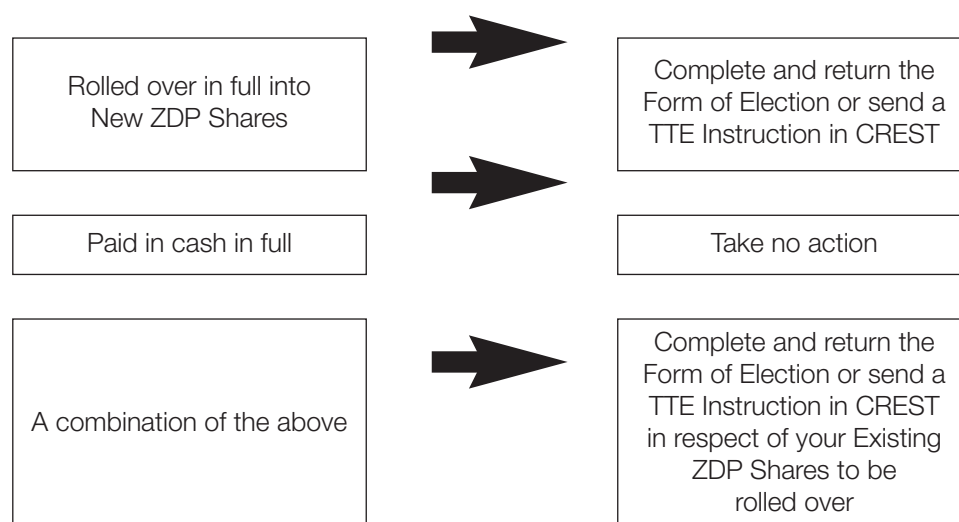 Rolled over in full into
New ZDP Shares
Complete and return the
Form of Election or send a
TTE Instruction in CREST
Paid in cash in full
Take no action
A combination of the above
Complete and return the
Form of Election or send a
TTE Instruction in CREST
in respect of your Existing
ZDP Shares to be
rolled over